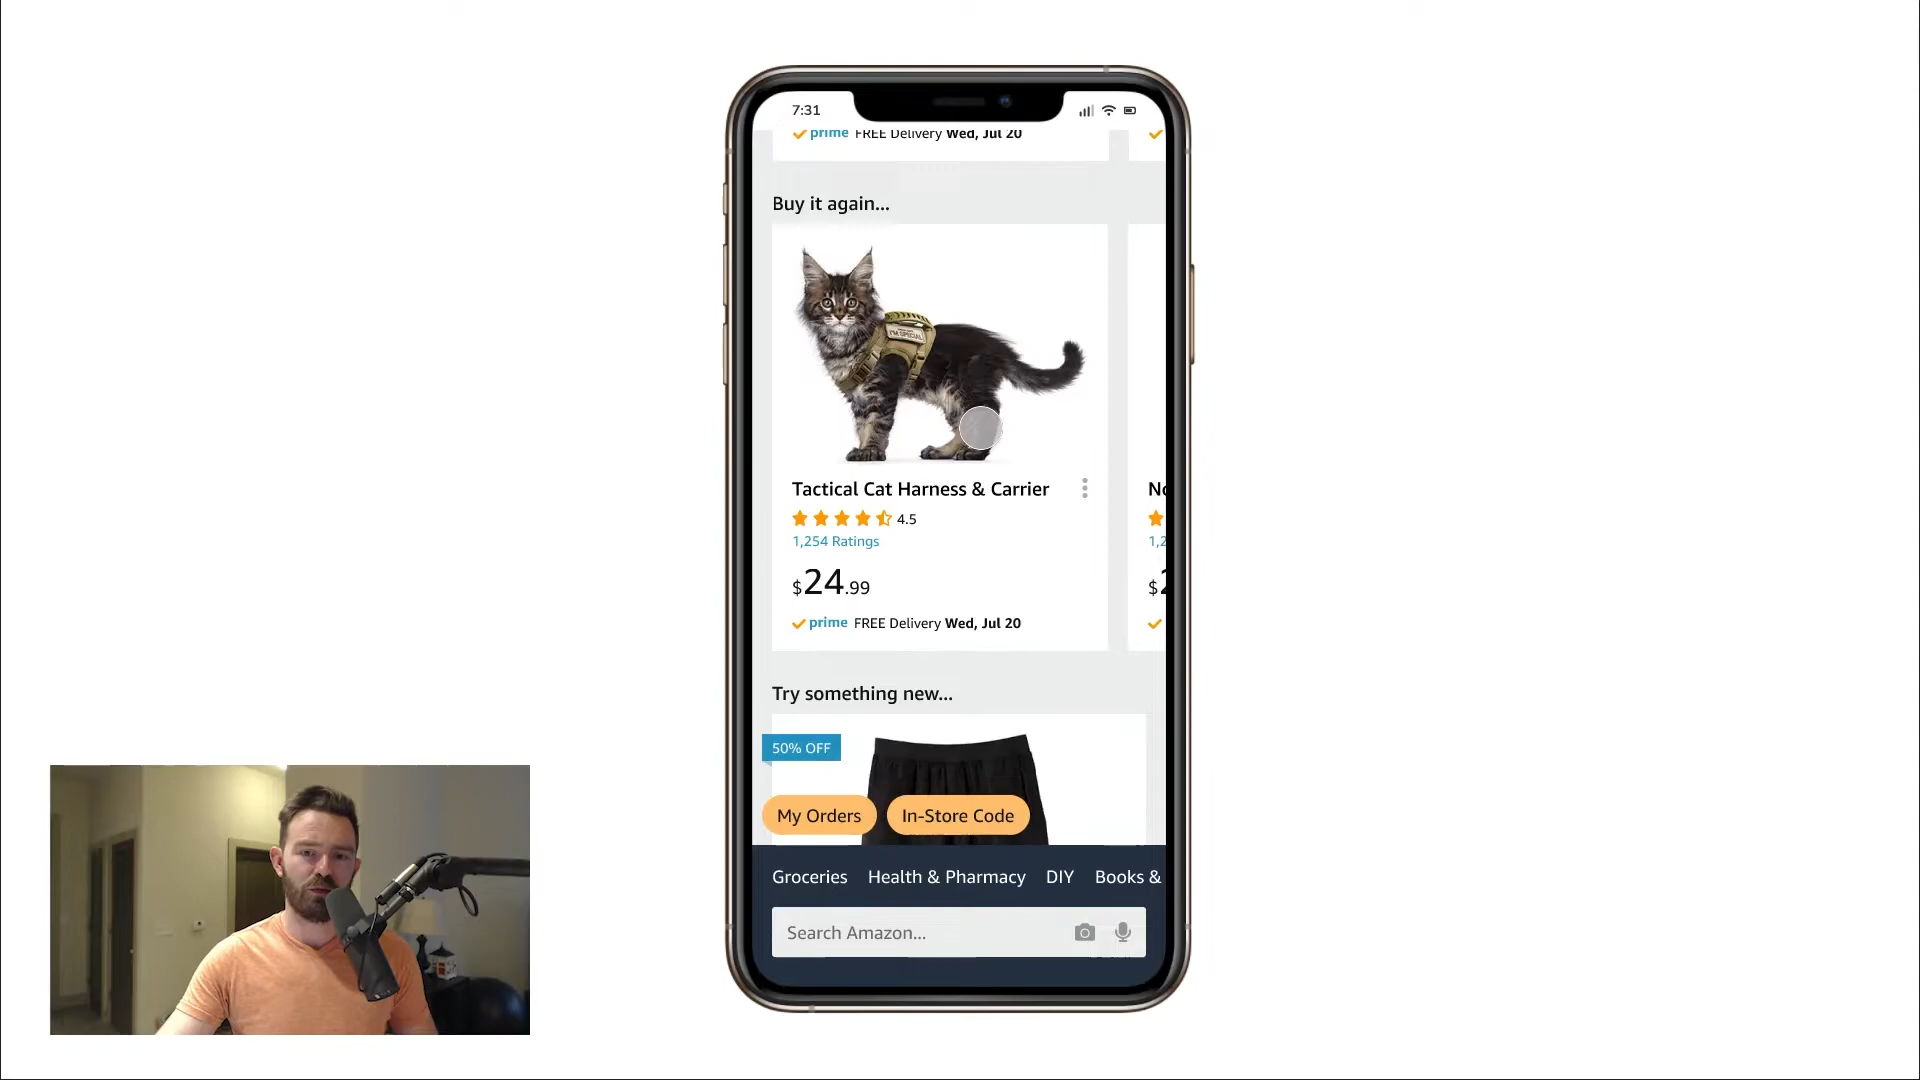 7:31
prime FREE Delivery Wed, Jul 20
Buy it again...
I'M SPECIAL
Tactical Cat Harness & Carrier
4.5
1,254 Ratings
$24.99
prime FREE Delivery Wed, Jul 20
Try something new...
50% OFF
My Orders In-Store Code
Groceries Health & Pharmacy DIY Books &
Search Amazon...